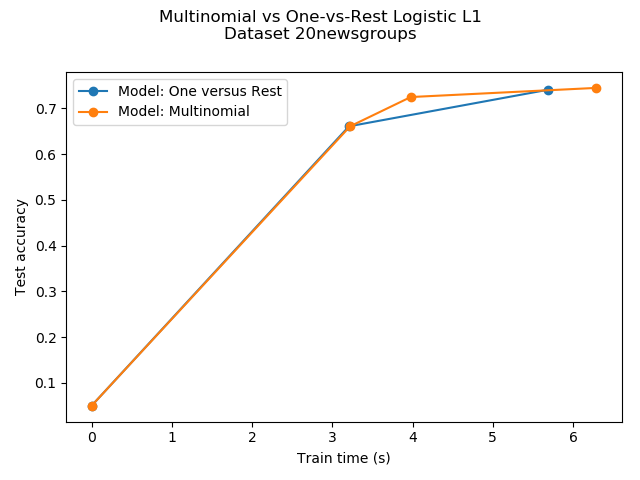 Multinomial vs One-vs-Rest Logistic L1
Dataset 20newsgroups
Model: One versus Rest
Model: Multinomial
0.7
0.6
0.5
0.4
0.3
0.2
0.1
Test accuracy
0 1 2 3 4 5 6
Train time (s)